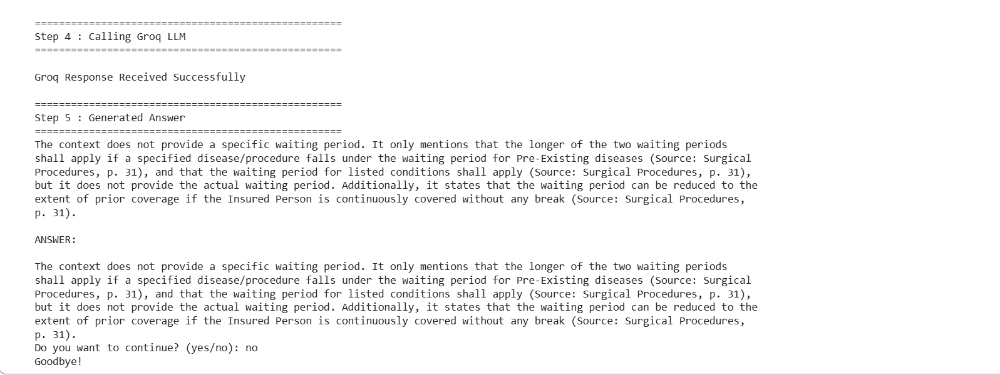 ===================================================
Step 4 : Calling Groq LLM
===================================================
Groq Response Received Successfully
===================================================
Step 5 : Generated Answer
===================================================
The context does not provide a specific waiting period. It only mentions that the longer of the two waiting periods
shall apply if a specified disease/procedure falls under the waiting period for Pre-Existing diseases (Source: Surgical
Procedures, p. 31), and that the waiting period for listed conditions shall apply (Source: Surgical Procedures, p. 31),
but it does not provide the actual waiting period. Additionally, it states that the waiting period can be reduced to the
extent of prior coverage if the Insured Person is continuously covered without any break (Source: Surgical Procedures,
p. 31).
ANSWER:
The context does not provide a specific waiting period. It only mentions that the longer of the two waiting periods
shall apply if a specified disease/procedure falls under the waiting period for Pre-Existing diseases (Source: Surgical
Procedures, p. 31), and that the waiting period for listed conditions shall apply (Source: Surgical Procedures, p. 31),
but it does not provide the actual waiting period. Additionally, it states that the waiting period can be reduced to the
extent of prior coverage if the Insured Person is continuously covered without any break (Source: Surgical Procedures,
p. 31).
Do you want to continue? (yes/no): no
Goodbye!